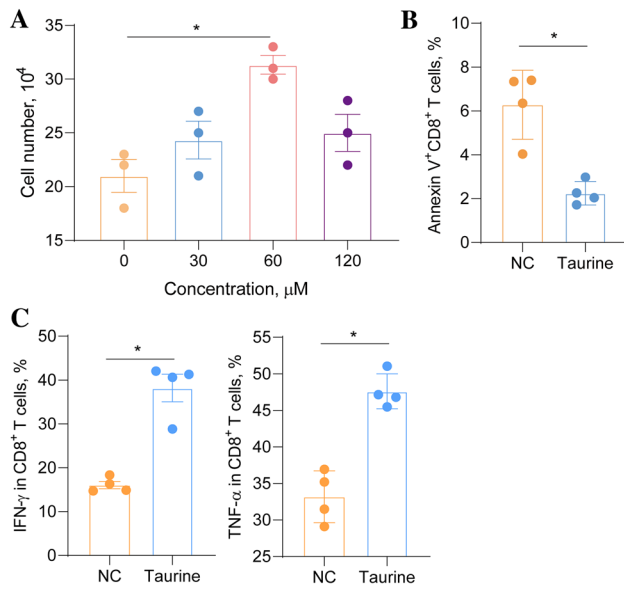 A
Cell number, 10⁴
35
30
25
20
15
*
0 30 60 120
Concentration, μM
B
Annexin V⁺CD8⁺ T cells, %
10
8
6
4
2
0
*
NC Taurine
C
IFN-γ in CD8⁺ T cells, %
50
40
30
20
10
0
*
NC Taurine
TNF-α in CD8⁺ T cells, %
55
50
45
40
35
30
25
*
NC Taurine